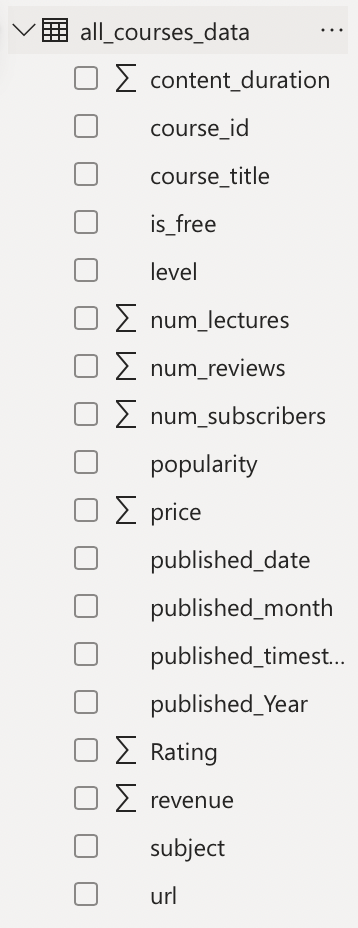 all_courses_data ...
∑ content_duration
course_id
course_title
is_free
level
∑ num_lectures
∑ num_reviews
∑ num_subscribers
popularity
∑ price
published_date
published_month
published_timest...
published_Year
∑ Rating
∑ revenue
subject
url